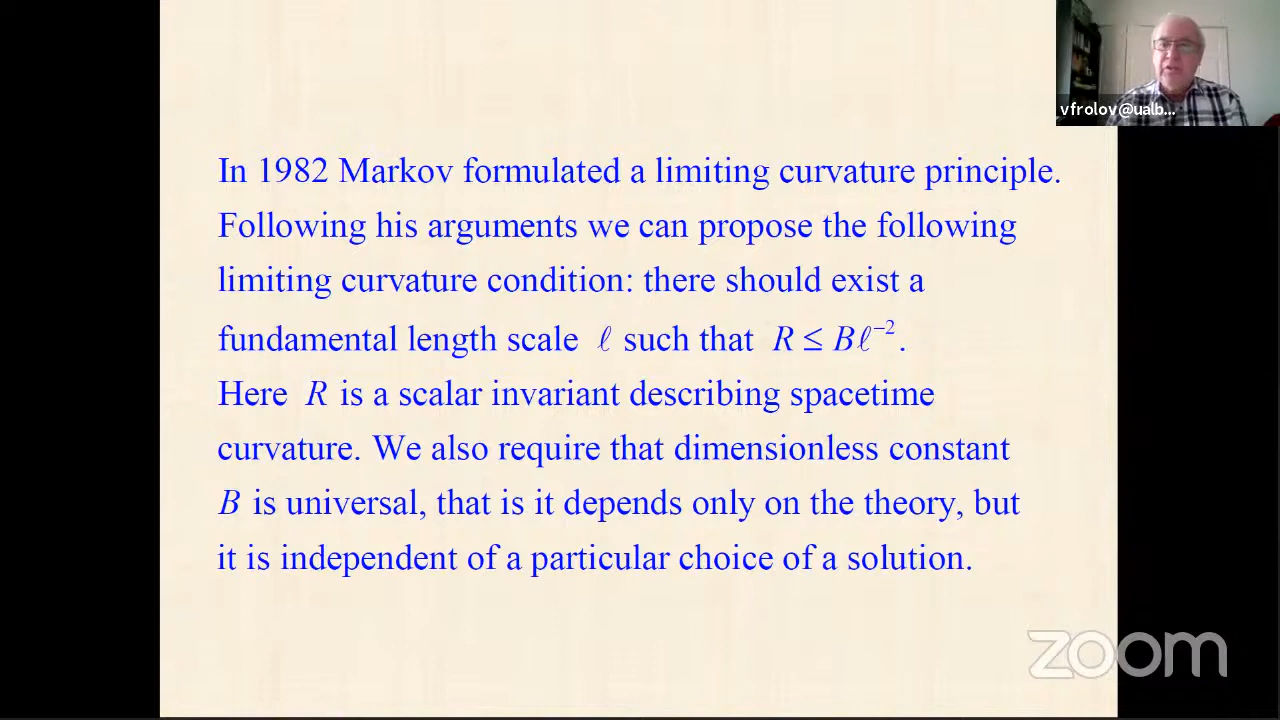 vfrolov@ualb...
In 1982 Markov formulated a limiting curvature principle.
Following his arguments we can propose the following
limiting curvature condition: there should exist a
fundamental length scale ℓ such that R ≤ Bℓ⁻².
Here R is a scalar invariant describing spacetime
curvature. We also require that dimensionless constant
B is universal, that is it depends only on the theory, but
it is independent of a particular choice of a solution.
zoom